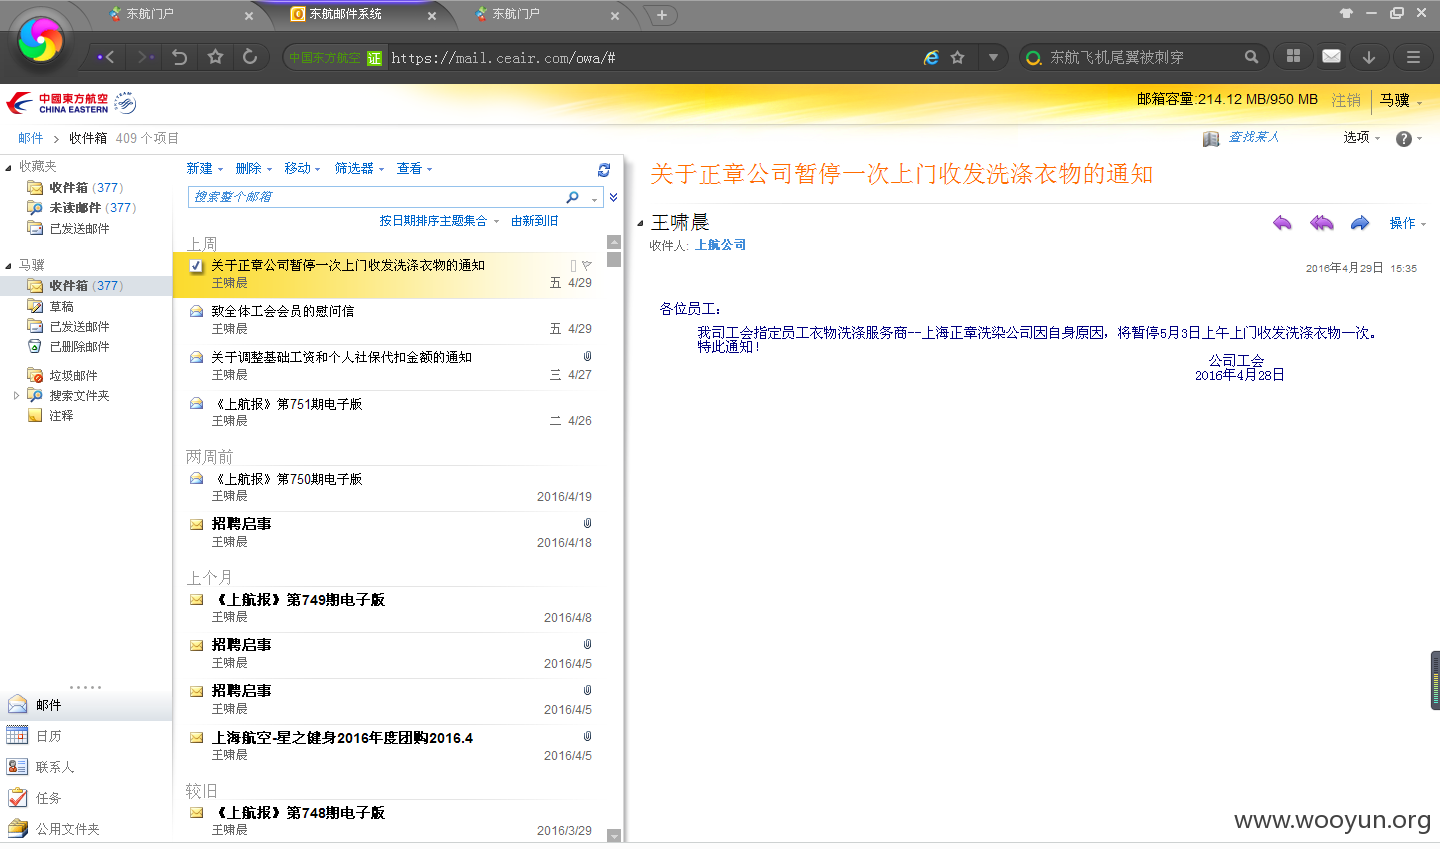 东航门户
东航邮件系统
东航门户
中国东方航空 证 https://mail.ceair.com/owa/#
东航飞机尾翼被刺穿
中國東方航空
CHINA EASTERN
邮箱容量:214.12 MB/950 MB 注销 马骥
邮件 > 收件箱 409 个项目
查找某人 选项
收藏夹
收件箱 (377)
未读邮件 (377)
已发送邮件
马骥
收件箱 (377)
草稿
已发送邮件
已删除邮件
垃圾邮件
搜索文件夹
注释
邮件
日历
联系人
任务
公用文件夹
新建 删除 移动 筛选器 查看
搜索整个邮箱
按日期排序主题集合 由新到旧
上周
关于正章公司暂停一次上门收发洗涤衣物的通知
王啸晨 五 4/29
致全体工会会员的慰问信
王啸晨 五 4/29
关于调整基础工资和个人社保代扣金额的通知
王啸晨 三 4/27
《上航报》第751期电子版
王啸晨 二 4/26
两周前
《上航报》第750期电子版
王啸晨 2016/4/19
招聘启事
王啸晨 2016/4/18
上个月
《上航报》第749期电子版
王啸晨 2016/4/8
招聘启事
王啸晨 2016/4/5
招聘启事
王啸晨 2016/4/5
上海航空-星之健身2016年度团购2016.4
王啸晨 2016/4/5
较旧
《上航报》第748期电子版
王啸晨 2016/3/29
关于正章公司暂停一次上门收发洗涤衣物的通知
王啸晨
操作
收件人: 上航公司
2016年4月29日 15:35
各位员工：
我司工会指定员工衣物洗涤服务商--上海正章洗染公司因自身原因，将暂停5月3日上午上门收发洗涤衣物一次。
特此通知！
公司工会
2016年4月28日
www.wooyun.org